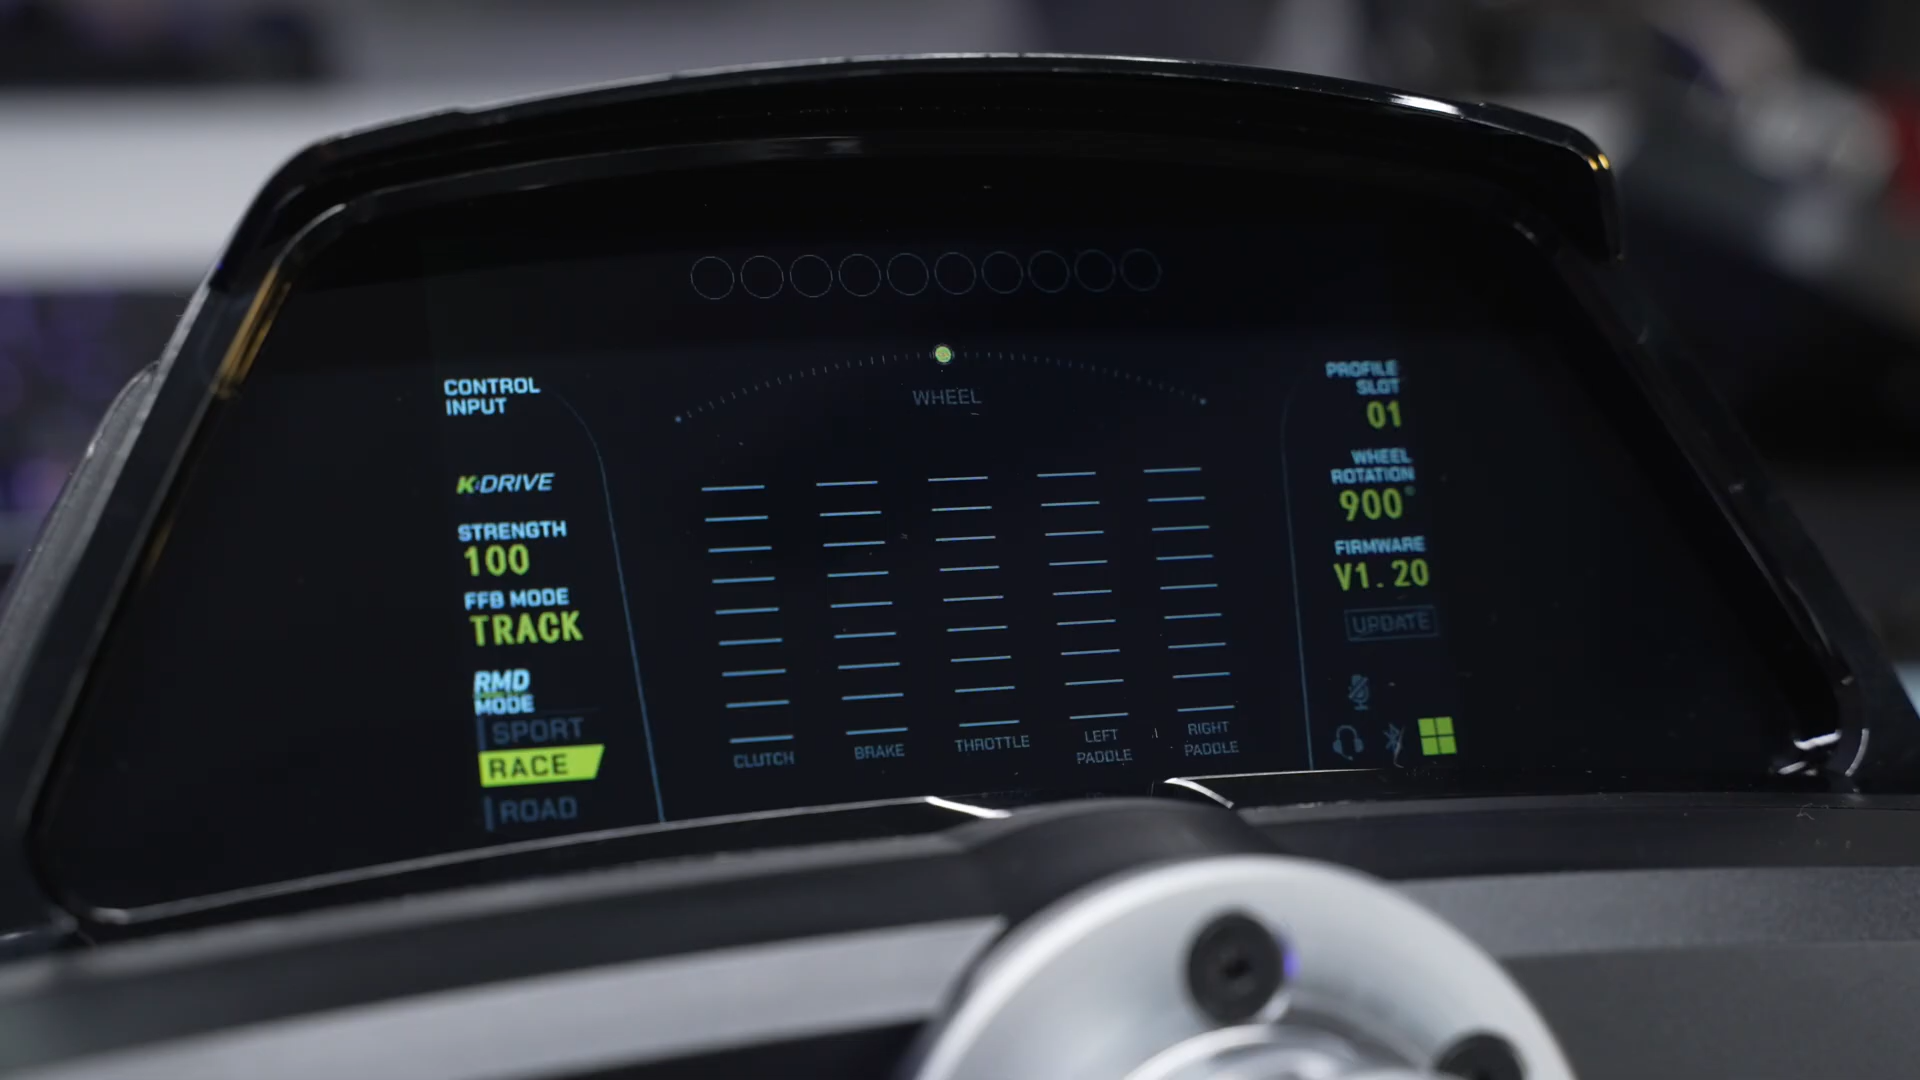 CONTROL
INPUT
K:DRIVE
STRENGTH
100
FFB MODE
TRACK
RMD
MODE
SPORT
RACE
ROAD
WHEEL
CLUTCH
BRAKE
THROTTLE
LEFT
PADDLE
RIGHT
PADDLE
PROFILE
SLOT
01
WHEEL
ROTATION
900°
FIRMWARE
V1.20
UPDATE